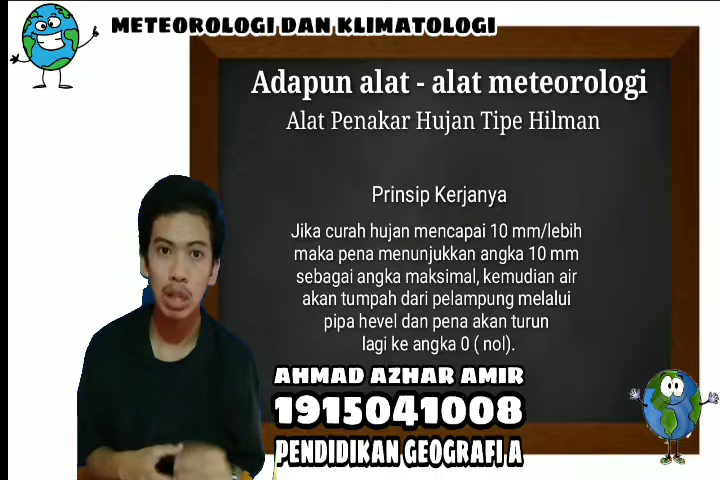 METEOROLOGI DAN KLIMATOLOGI
Adapun alat - alat meteorologi
Alat Penakar Hujan Tipe Hilman
Prinsip Kerjanya
Jika curah hujan mencapai 10 mm/lebih
maka pena menunjukkan angka 10 mm
sebagai angka maksimal, kemudian air
akan tumpah dari pelampung melalui
pipa hevel dan pena akan turun
lagi ke angka 0 ( nol).
AHMAD AZHAR AMIR
1915041008
PENDIDIKAN GEOGRAFI A